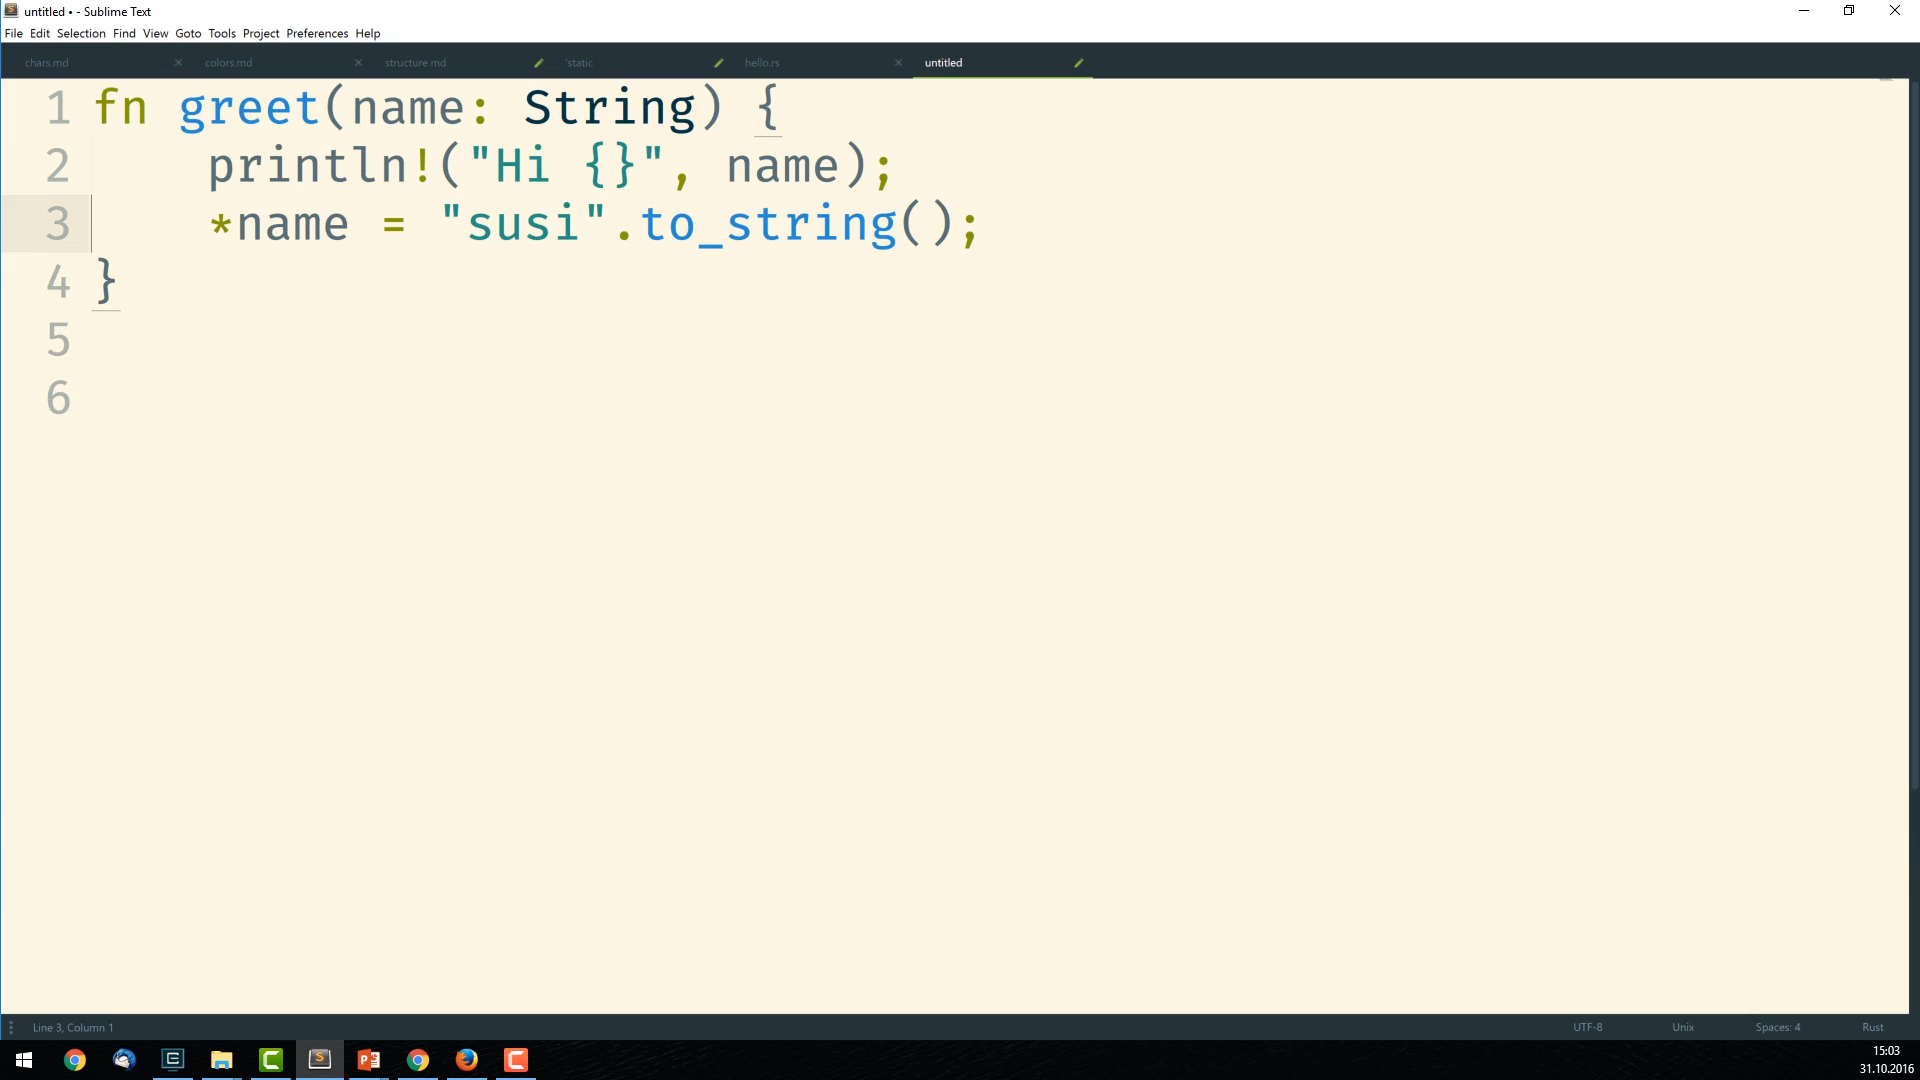 untitled • - Sublime Text
File Edit Selection Find View Goto Tools Project Preferences Help
chars.md colors.md structure.md 'static hello.rs untitled
1 fn greet(name: String) {
2     println!("Hi {}", name);
3     *name = "susi".to_string();
4 }
5
6
Line 3, Column 1 UTF-8 Unix Spaces: 4 Rust
15:03
31.10.2016